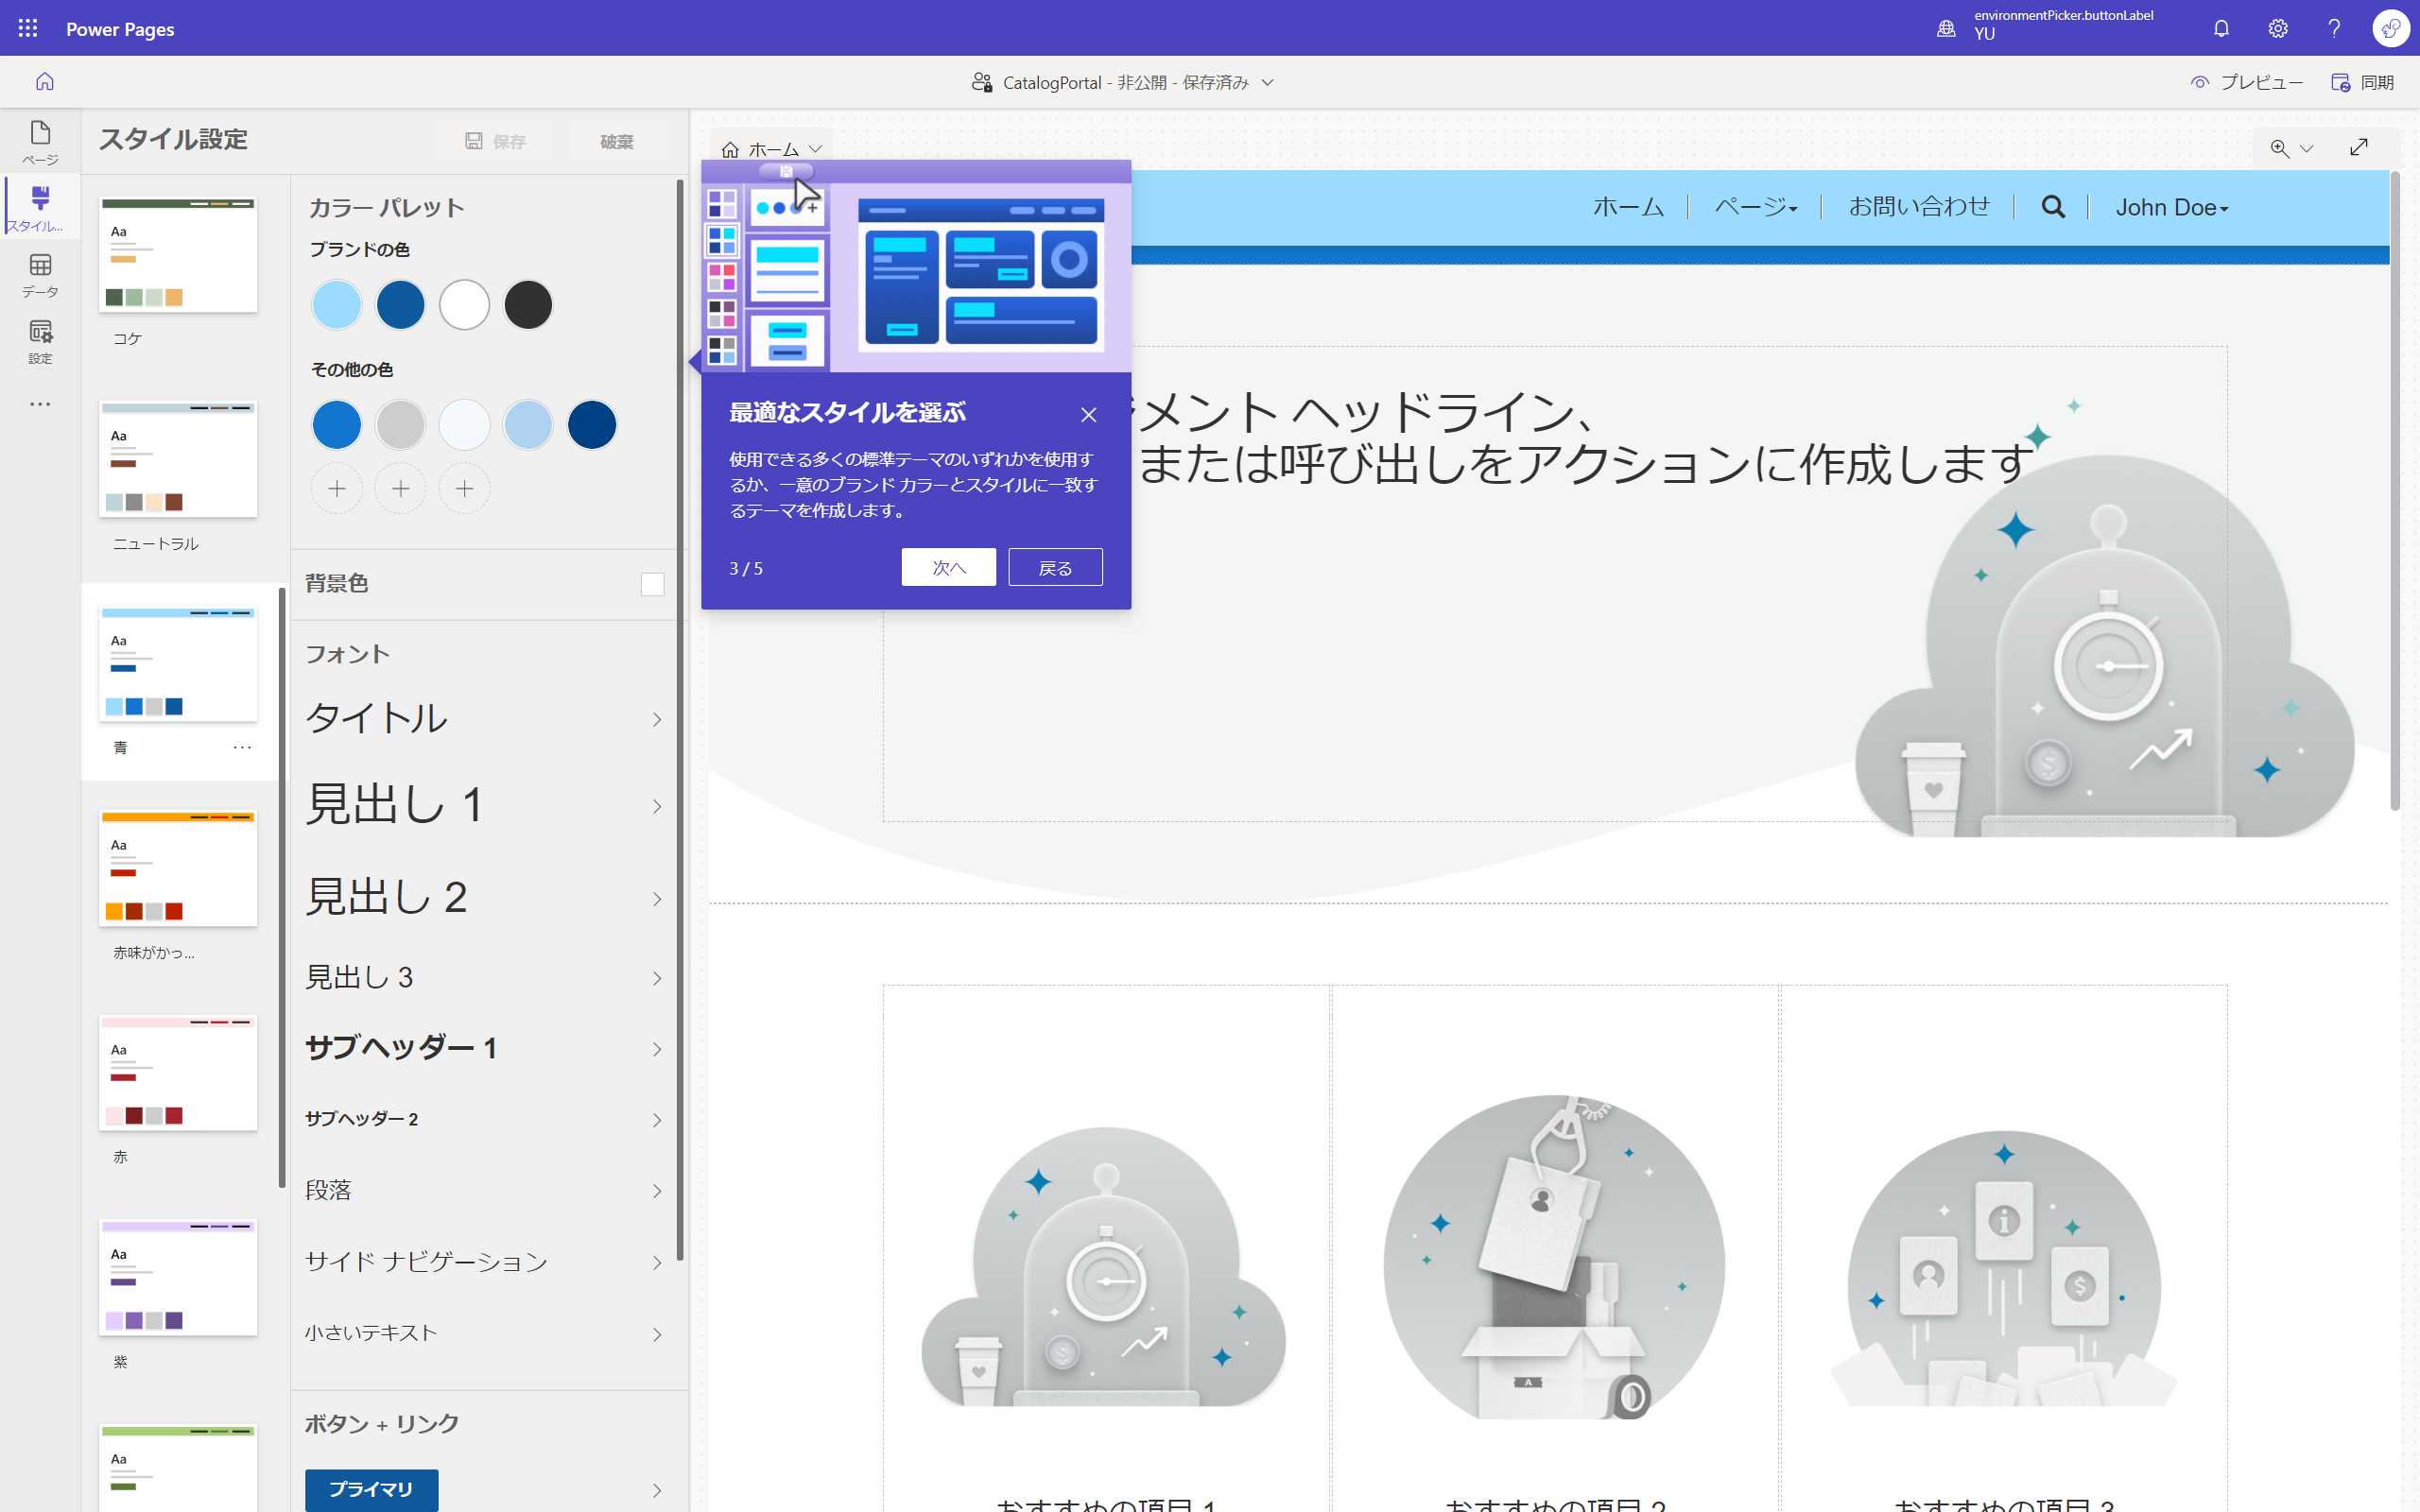 Power Pages
environmentPicker.buttonLabel
YU
CatalogPortal - 非公開 - 保存済み
プレビュー
同期
ページ
スタイル...
データ
設定
スタイル設定
保存
破棄
Aa
コケ
Aa
ニュートラル
Aa
青
Aa
赤味がかっ...
Aa
赤
Aa
紫
Aa
カラー パレット
ブランドの色
その他の色
背景色
フォント
タイトル
見出し 1
見出し 2
見出し 3
サブヘッダー 1
サブヘッダー 2
段落
サイド ナビゲーション
小さいテキスト
ボタン + リンク
プライマリ
ホーム
最適なスタイルを選ぶ
使用できる多くの標準テーマのいずれかを使用す
るか、一意のブランド カラーとスタイルに一致す
るテーマを作成します。
3 / 5
次へ
戻る
ホーム
ページ
お問い合わせ
John Doe
メント ヘッドライン、
または呼び出しをアクションに作成します
A
おすすめの項目 1
おすすめの項目 2
おすすめの項目 3